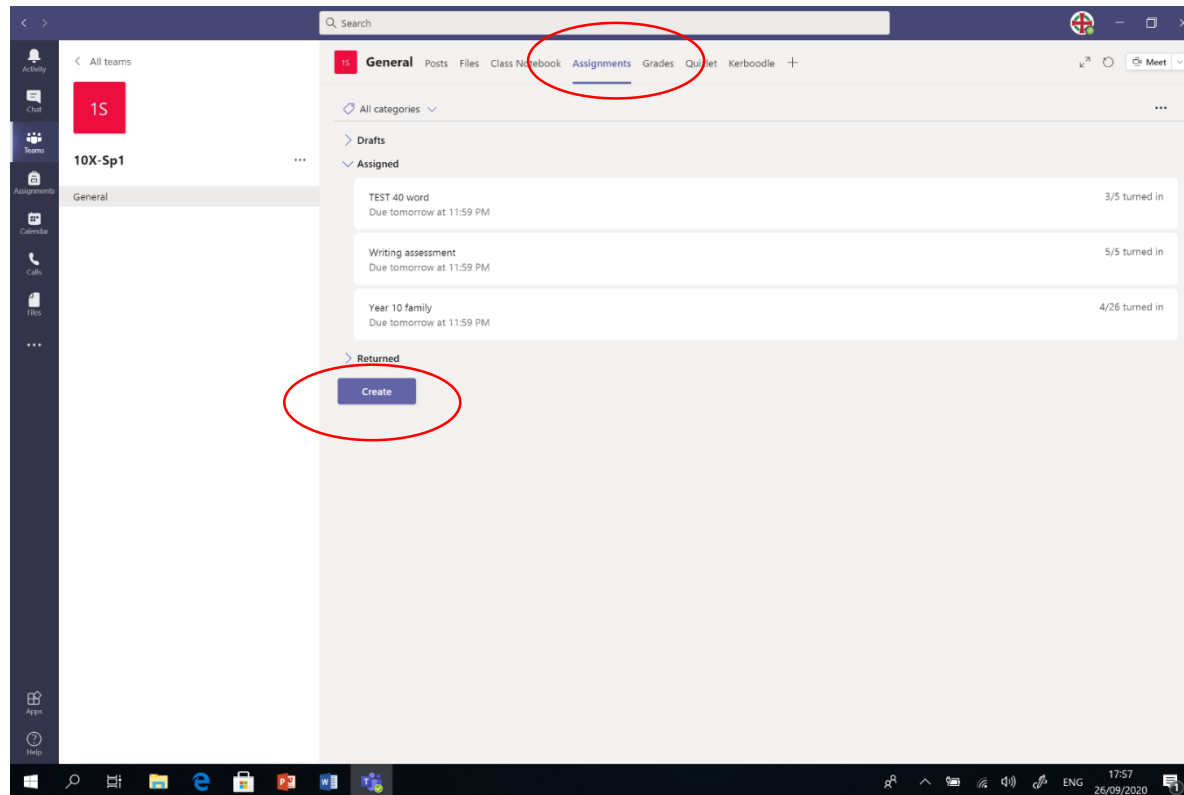 Search
Activity
Chat
Teams
Assignments
Calendar
Calls
Files
Apps
Help
All teams
1S
10X-Sp1
General
1S General Posts Files Class Notebook Assignments Grades Quizlet Kerboodle
Meet
All categories
Drafts
Assigned
TEST 40 word
Due tomorrow at 11:59 PM
3/5 turned in
Writing assessment
Due tomorrow at 11:59 PM
5/5 turned in
Year 10 family
Due tomorrow at 11:59 PM
4/26 turned in
Returned
Create
ENG
17:57
26/09/2020